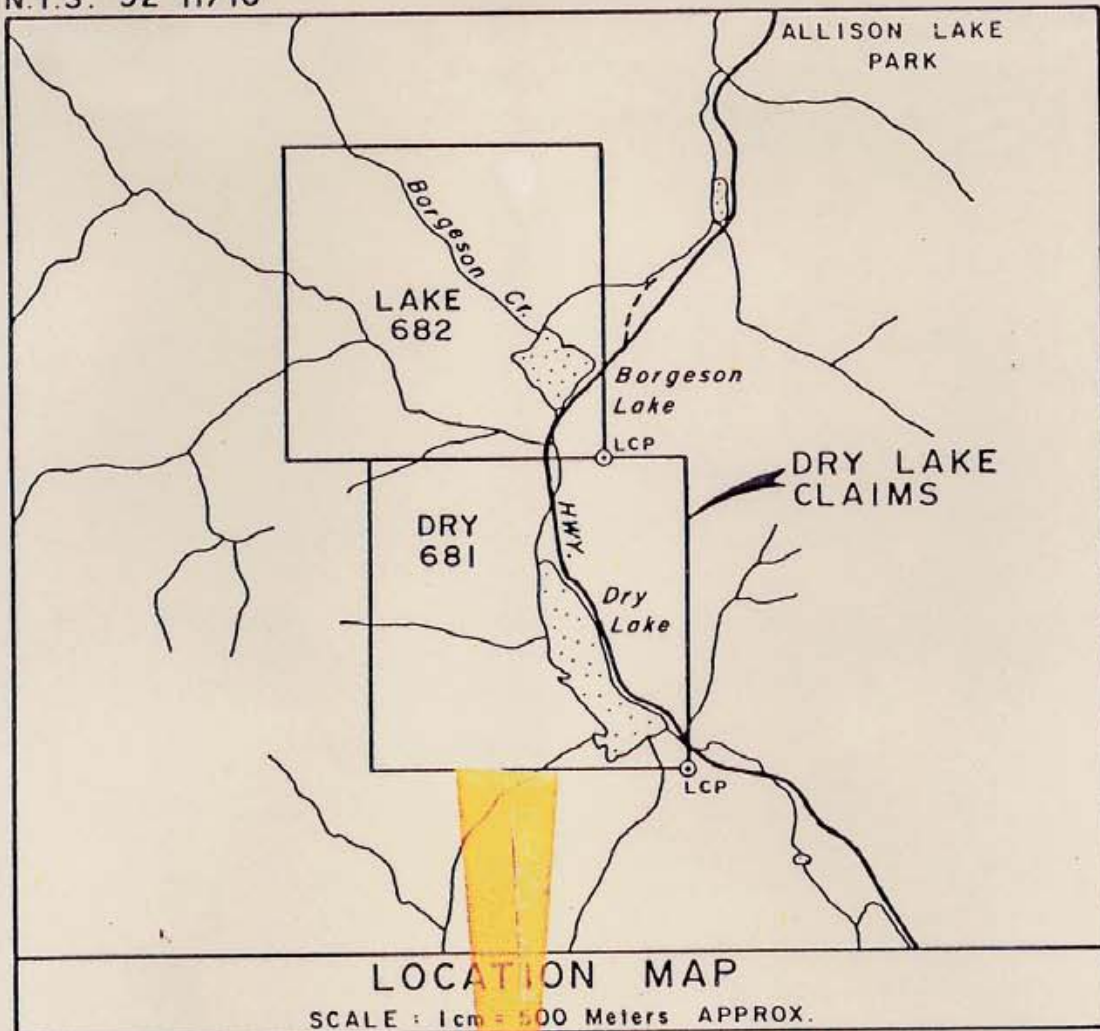 ALLISON LAKE
PARK
Borgeson Cr.
LAKE
682
Borgeson
Lake
LCP
DRY LAKE
CLAIMS
DRY
681
HWY.
Dry
Lake
LCP
LOCATION MAP
SCALE : 1cm = 500 Meters APPROX.